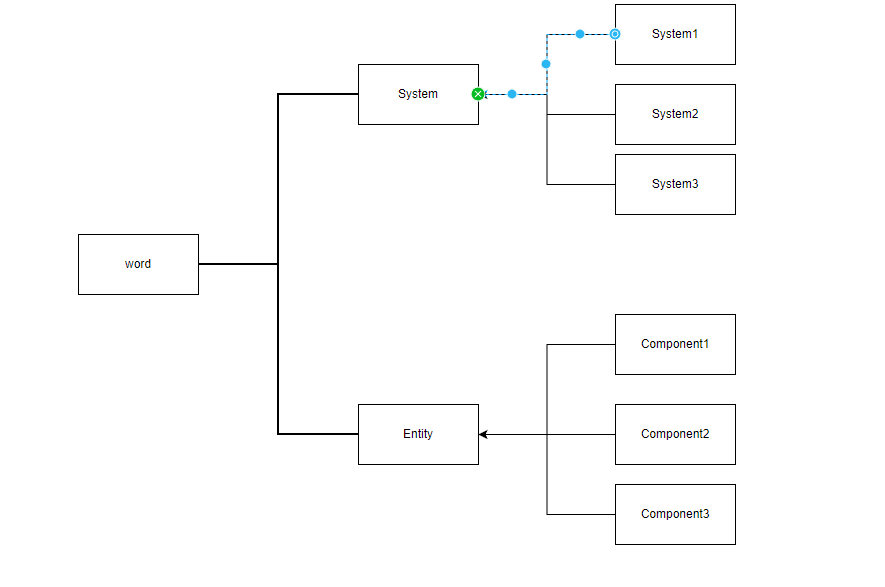 System1
System
System2
System3
word
Component1
Entity
Component2
Component3